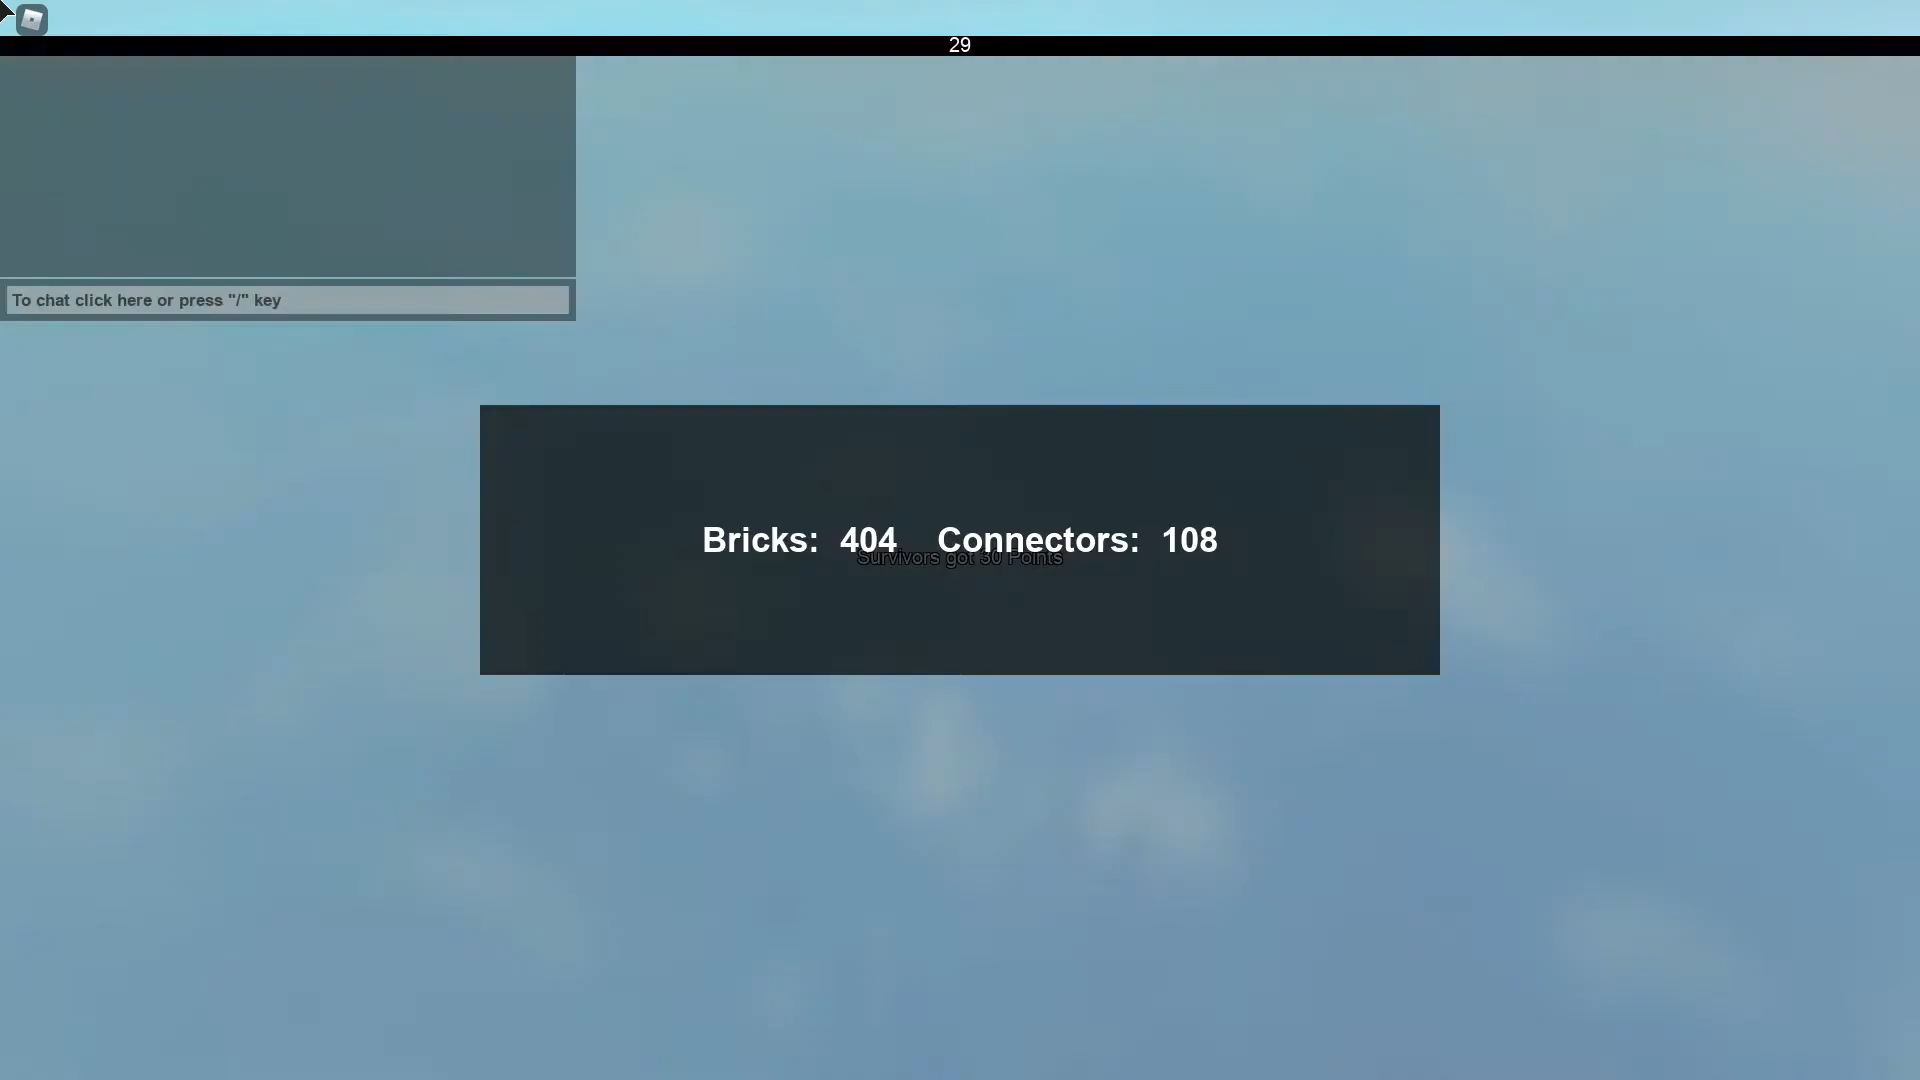 29
To chat click here or press "/" key
Bricks: 404 Connectors: 108
Survivors got 30 Points